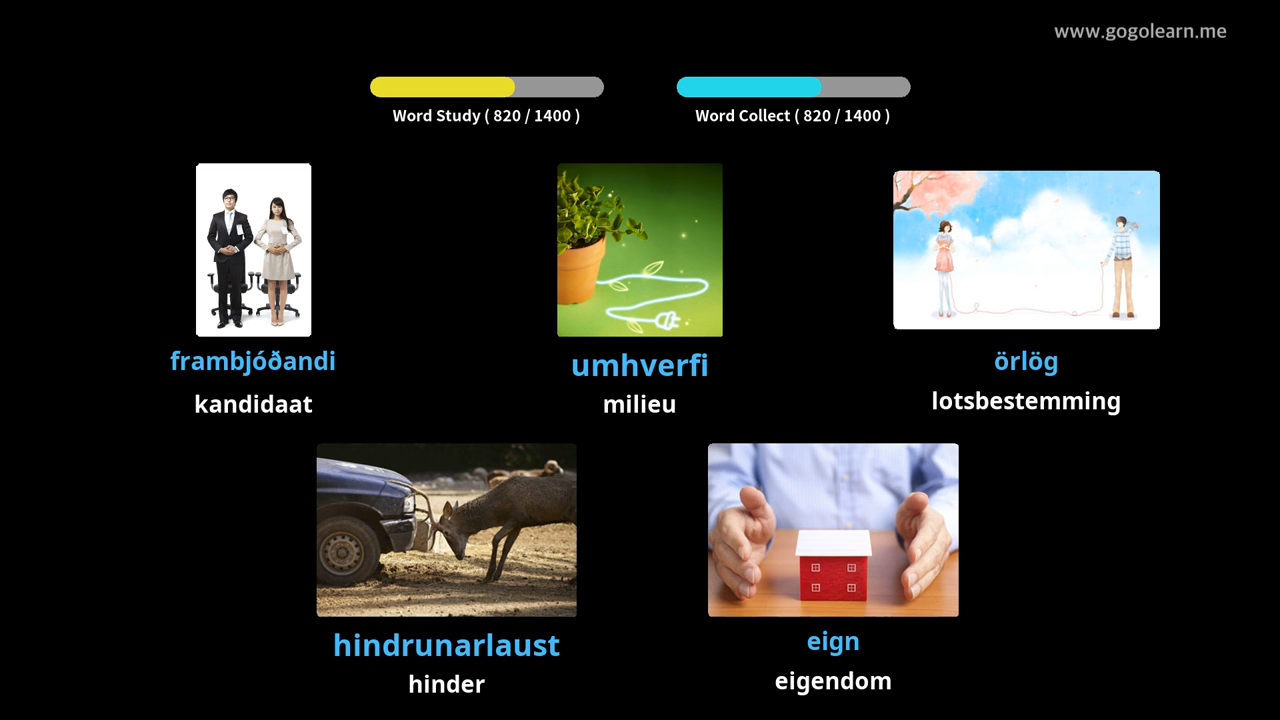 www.gogolearn.me
Word Study ( 820 / 1400 )
Word Collect ( 820 / 1400 )
frambjóðandi
kandidaat
umhverfi
milieu
örlög
lotsbestemming
hindrunarlaust
hinder
eign
eigendom